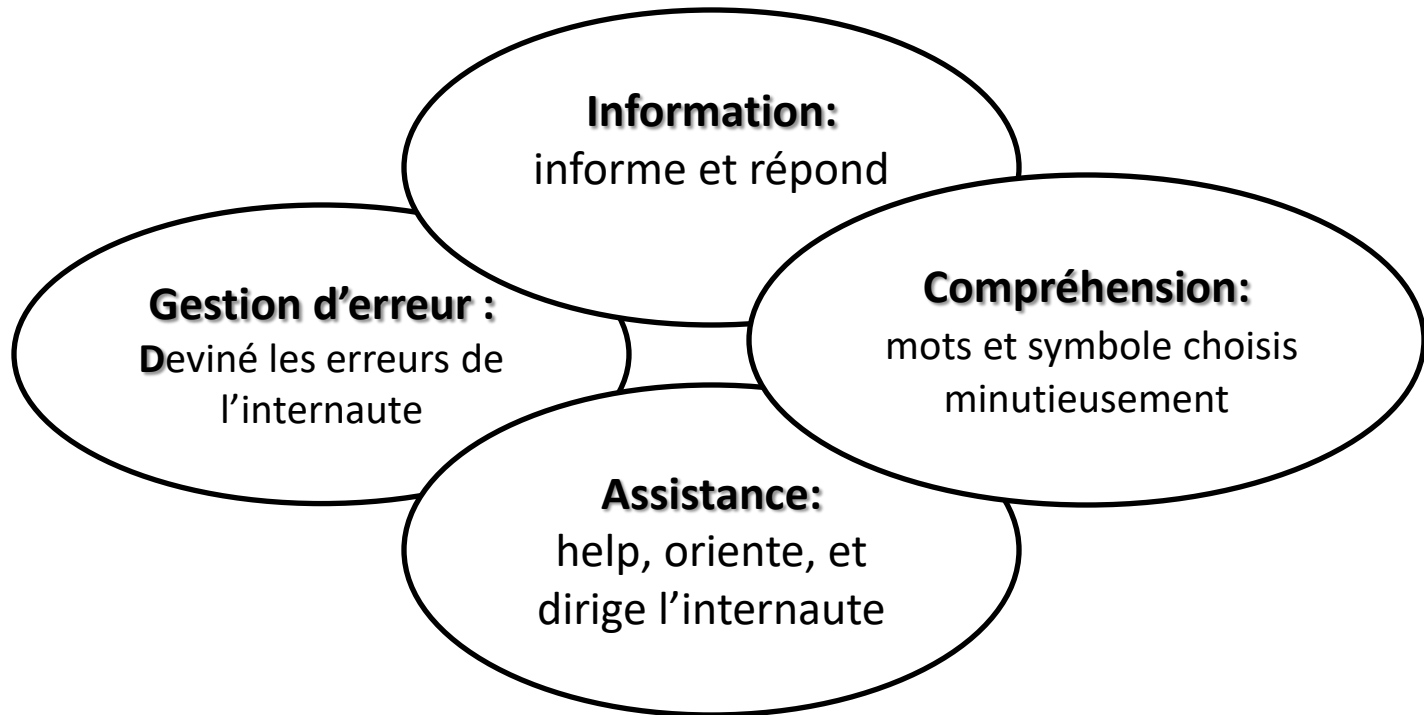 Information:
informe et répond
Gestion d’erreur :
Deviné les erreurs de
l’internaute
Compréhension:
mots et symbole choisis
minutieusement
Assistance:
help, oriente, et
dirige l’internaute